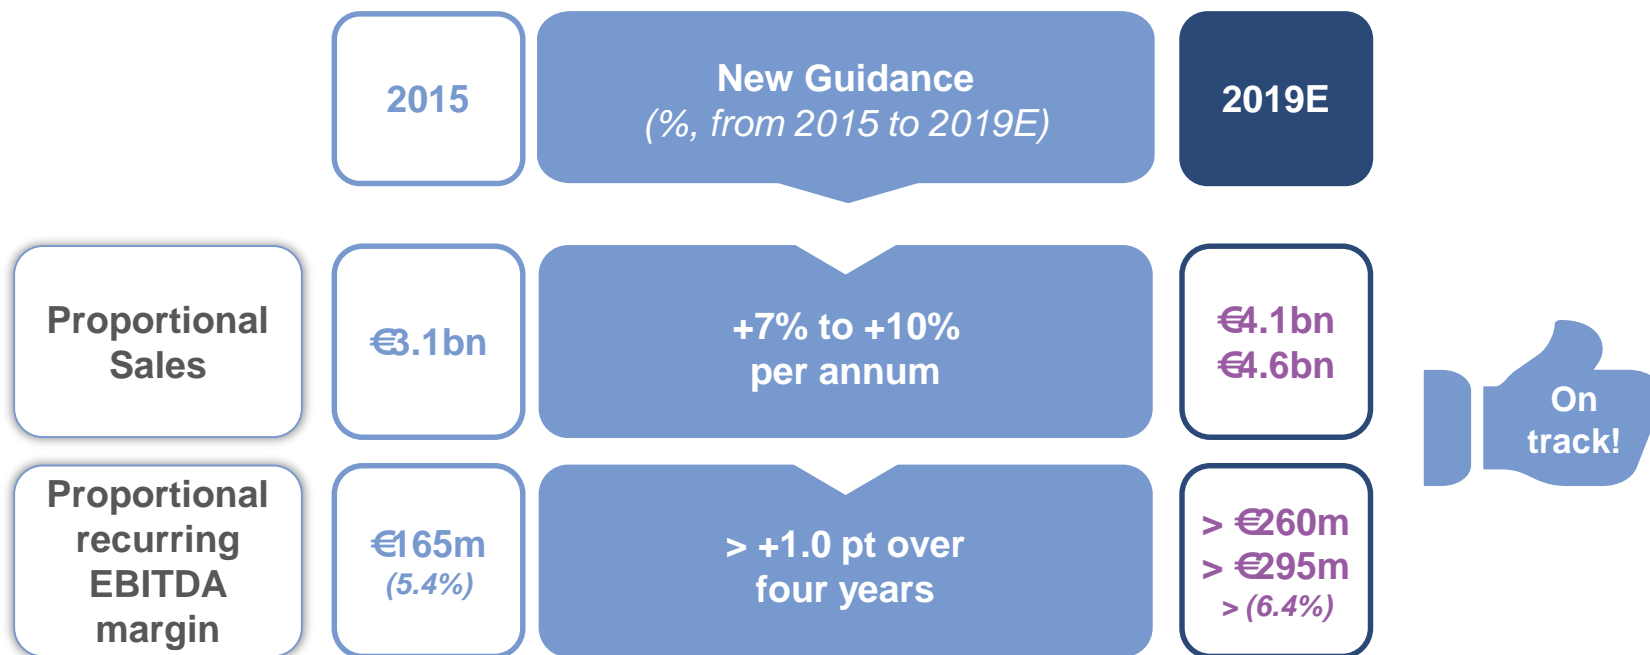 2015
New Guidance
(%, from 2015 to 2019E)
2019E
Proportional
Sales
€3.1bn
+7% to +10%
per annum
€4.1bn
€4.6bn
On
track!
Proportional
recurring
EBITDA
margin
€165m
(5.4%)
> +1.0 pt over
four years
> €260m
> €295m
> (6.4%)